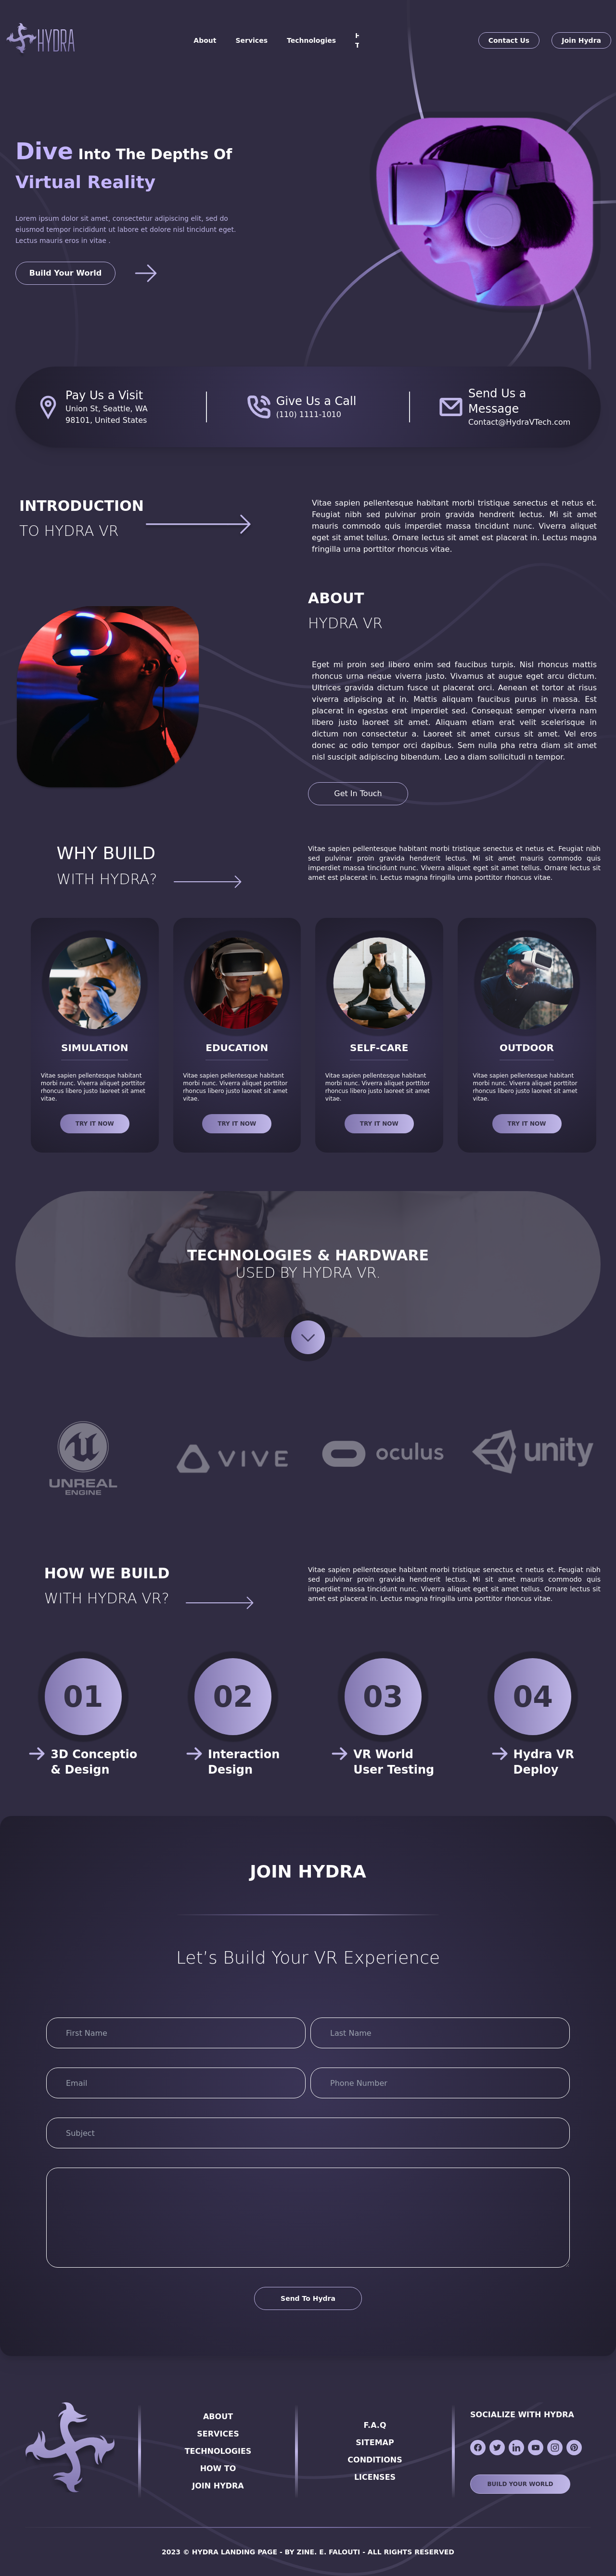 HYDRA
About Services Technologies
Contact Us Join Hydra
Dive Into The Depths Of
Virtual Reality
Lorem ipsum dolor sit amet, consectetur adipiscing elit, sed do
eiusmod tempor incididunt ut labore et dolore nisl tincidunt eget.
Lectus mauris eros in vitae .
Build Your World
Pay Us a Visit
Union St, Seattle, WA
98101, United States
Give Us a Call
(110) 1111-1010
Send Us a
Message
Contact@HydraVTech.com
INTRODUCTION
TO HYDRA VR
Vitae sapien pellentesque habitant morbi tristique senectus et netus et.
Feugiat nibh sed pulvinar proin gravida hendrerit lectus. Mi sit amet
mauris commodo quis imperdiet massa tincidunt nunc. Viverra aliquet
eget sit amet tellus. Ornare lectus sit amet est placerat in. Lectus magna
fringilla urna porttitor rhoncus vitae.
ABOUT
HYDRA VR
Eget mi proin sed libero enim sed faucibus turpis. Nisl rhoncus mattis
rhoncus urna neque viverra justo. Vivamus at augue eget arcu dictum.
Ultrices gravida dictum fusce ut placerat orci. Aenean et tortor at risus
viverra adipiscing at in. Mattis aliquam faucibus purus in massa. Est
placerat in egestas erat imperdiet sed. Consequat semper viverra nam
libero justo laoreet sit amet. Aliquam etiam erat velit scelerisque in
dictum non consectetur a. Laoreet sit amet cursus sit amet. Vel eros
donec ac odio tempor orci dapibus. Sem nulla pha retra diam sit amet
nisl suscipit adipiscing bibendum. Leo a diam sollicitudi n tempor.
Get In Touch
WHY BUILD
WITH HYDRA?
Vitae sapien pellentesque habitant morbi tristique senectus et netus et. Feugiat nibh
sed pulvinar proin gravida hendrerit lectus. Mi sit amet mauris commodo quis
imperdiet massa tincidunt nunc. Viverra aliquet eget sit amet tellus. Ornare lectus sit
amet est placerat in. Lectus magna fringilla urna porttitor rhoncus vitae.
SIMULATION
Vitae sapien pellentesque habitant
morbi nunc. Viverra aliquet porttitor
rhoncus libero justo laoreet sit amet
vitae.
TRY IT NOW
EDUCATION
Vitae sapien pellentesque habitant
morbi nunc. Viverra aliquet porttitor
rhoncus libero justo laoreet sit amet
vitae.
TRY IT NOW
SELF-CARE
Vitae sapien pellentesque habitant
morbi nunc. Viverra aliquet porttitor
rhoncus libero justo laoreet sit amet
vitae.
TRY IT NOW
OUTDOOR
Vitae sapien pellentesque habitant
morbi nunc. Viverra aliquet porttitor
rhoncus libero justo laoreet sit amet
vitae.
TRY IT NOW
TECHNOLOGIES & HARDWARE
USED BY HYDRA VR.
UNREAL
ENGINE
VIVE
oculus
unity
HOW WE BUILD
WITH HYDRA VR?
Vitae sapien pellentesque habitant morbi tristique senectus et netus et. Feugiat nibh
sed pulvinar proin gravida hendrerit lectus. Mi sit amet mauris commodo quis
imperdiet massa tincidunt nunc. Viverra aliquet eget sit amet tellus. Ornare lectus sit
amet est placerat in. Lectus magna fringilla urna porttitor rhoncus vitae.
01
3D Conceptio
& Design
02
Interaction
Design
03
VR World
User Testing
04
Hydra VR
Deploy
JOIN HYDRA
Let’s Build Your VR Experience
First Name
Last Name
Email
Phone Number
Subject
Send To Hydra
ABOUT
SERVICES
TECHNOLOGIES
HOW TO
JOIN HYDRA
F.A.Q
SITEMAP
CONDITIONS
LICENSES
SOCIALIZE WITH HYDRA
BUILD YOUR WORLD
2023 © HYDRA LANDING PAGE - BY ZINE. E. FALOUTI - ALL RIGHTS RESERVED